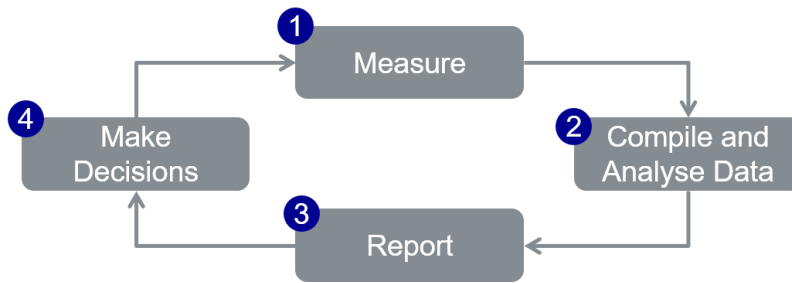 1
Measure
2
Compile and
Analyse Data
3
Report
4
Make
Decisions